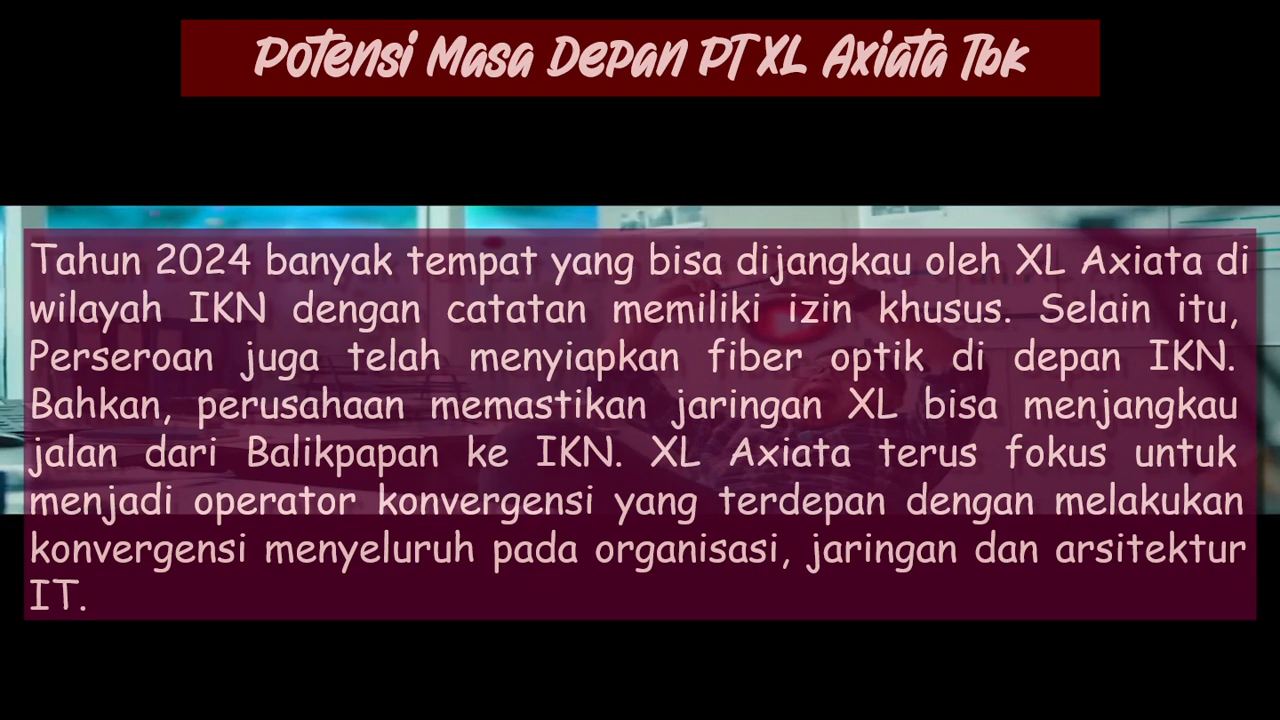 Potensi Masa Depan PT XL Axiata Tbk
Tahun 2024 banyak tempat yang bisa dijangkau oleh XL Axiata di
wilayah IKN dengan catatan memiliki izin khusus. Selain itu,
Perseroan juga telah menyiapkan fiber optik di depan IKN.
Bahkan, perusahaan memastikan jaringan XL bisa menjangkau
jalan dari Balikpapan ke IKN. XL Axiata terus fokus untuk
menjadi operator konvergensi yang terdepan dengan melakukan
konvergensi menyeluruh pada organisasi, jaringan dan arsitektur
IT.